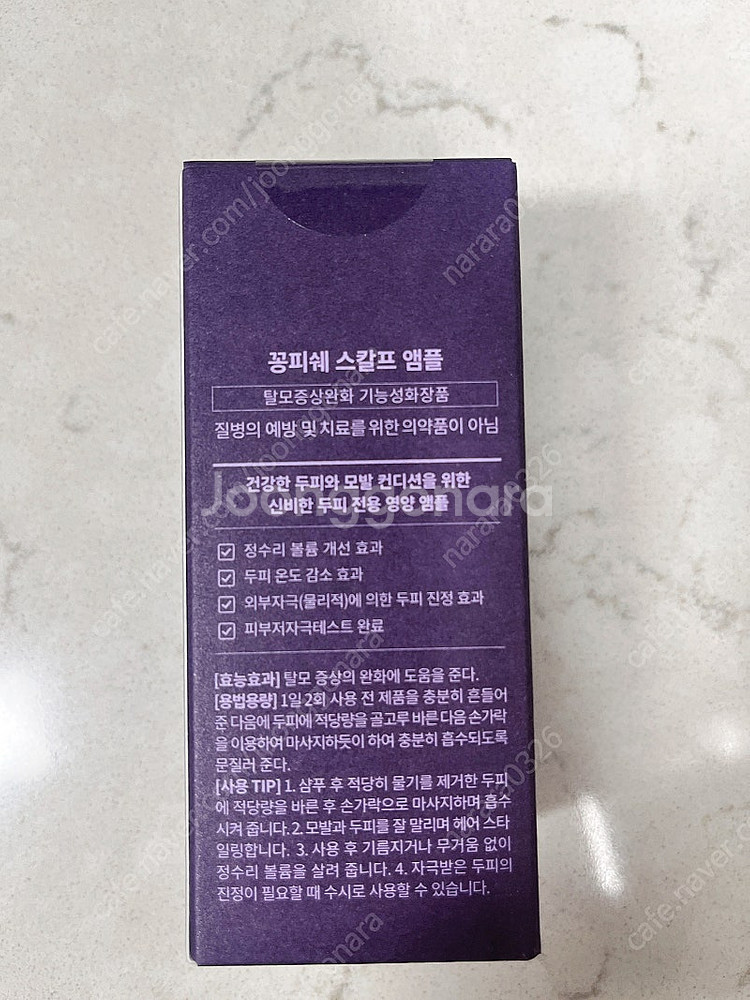 꽁피쉐 스칼프 앰플
탈모증상완화 기능성화장품
질병의 예방 및 치료를 위한 의약품이 아님
건강한 두피와 모발 컨디션을 위한
신비한 두피 전용 영양 앰플
정수리 볼륨 개선 효과
두피 온도 감소 효과
외부자극(물리적)에 의한 두피 진정 효과
피부저자극테스트 완료
[효능효과] 탈모 증상의 완화에 도움을 준다.
[용법용량] 1일 2회 사용 전 제품을 충분히 흔들어
준 다음에 두피에 적당량을 골고루 바른 다음 손가락
을 이용하여 마사지하듯이 하여 충분히 흡수되도록
문질러 준다.
[사용 TIP] 1. 샴푸 후 적당히 물기를 제거한 두피
에 적당량을 바른 후 손가락으로 마사지하며 흡수
시켜 줍니다. 2. 모발과 두피를 잘 말리며 헤어 스타
일링합니다. 3. 사용 후 기름지거나 무거움 없이
정수리 볼륨을 살려 줍니다. 4. 자극받은 두피의
진정이 필요할 때 수시로 사용할 수 있습니다.
Joonggonara
cafe.naver.com/joonggonara
narara0326